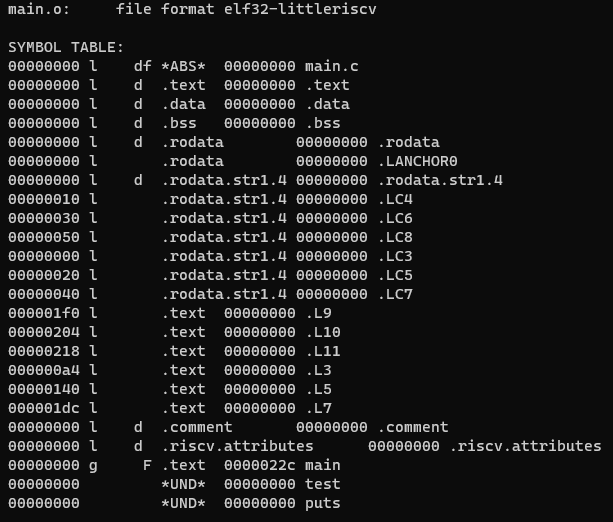 main.o:     file format elf32-littleriscv

SYMBOL TABLE:
00000000 l    df *ABS*  00000000 main.c
00000000 l    d  .text  00000000 .text
00000000 l    d  .data  00000000 .data
00000000 l    d  .bss   00000000 .bss
00000000 l    d  .rodata        00000000 .rodata
00000000 l       .rodata        00000000 .LANCHOR0
00000000 l    d  .rodata.str1.4 00000000 .rodata.str1.4
00000010 l       .rodata.str1.4 00000000 .LC4
00000030 l       .rodata.str1.4 00000000 .LC6
00000050 l       .rodata.str1.4 00000000 .LC8
00000000 l       .rodata.str1.4 00000000 .LC3
00000020 l       .rodata.str1.4 00000000 .LC5
00000040 l       .rodata.str1.4 00000000 .LC7
000001f0 l       .text  00000000 .L9
00000204 l       .text  00000000 .L10
00000218 l       .text  00000000 .L11
000000a4 l       .text  00000000 .L3
00000140 l       .text  00000000 .L5
000001dc l       .text  00000000 .L7
00000000 l    d  .comment       00000000 .comment
00000000 l    d  .riscv.attributes      00000000 .riscv.attributes
00000000 g     F .text  0000022c main
00000000         *UND*  00000000 test
00000000         *UND*  00000000 puts